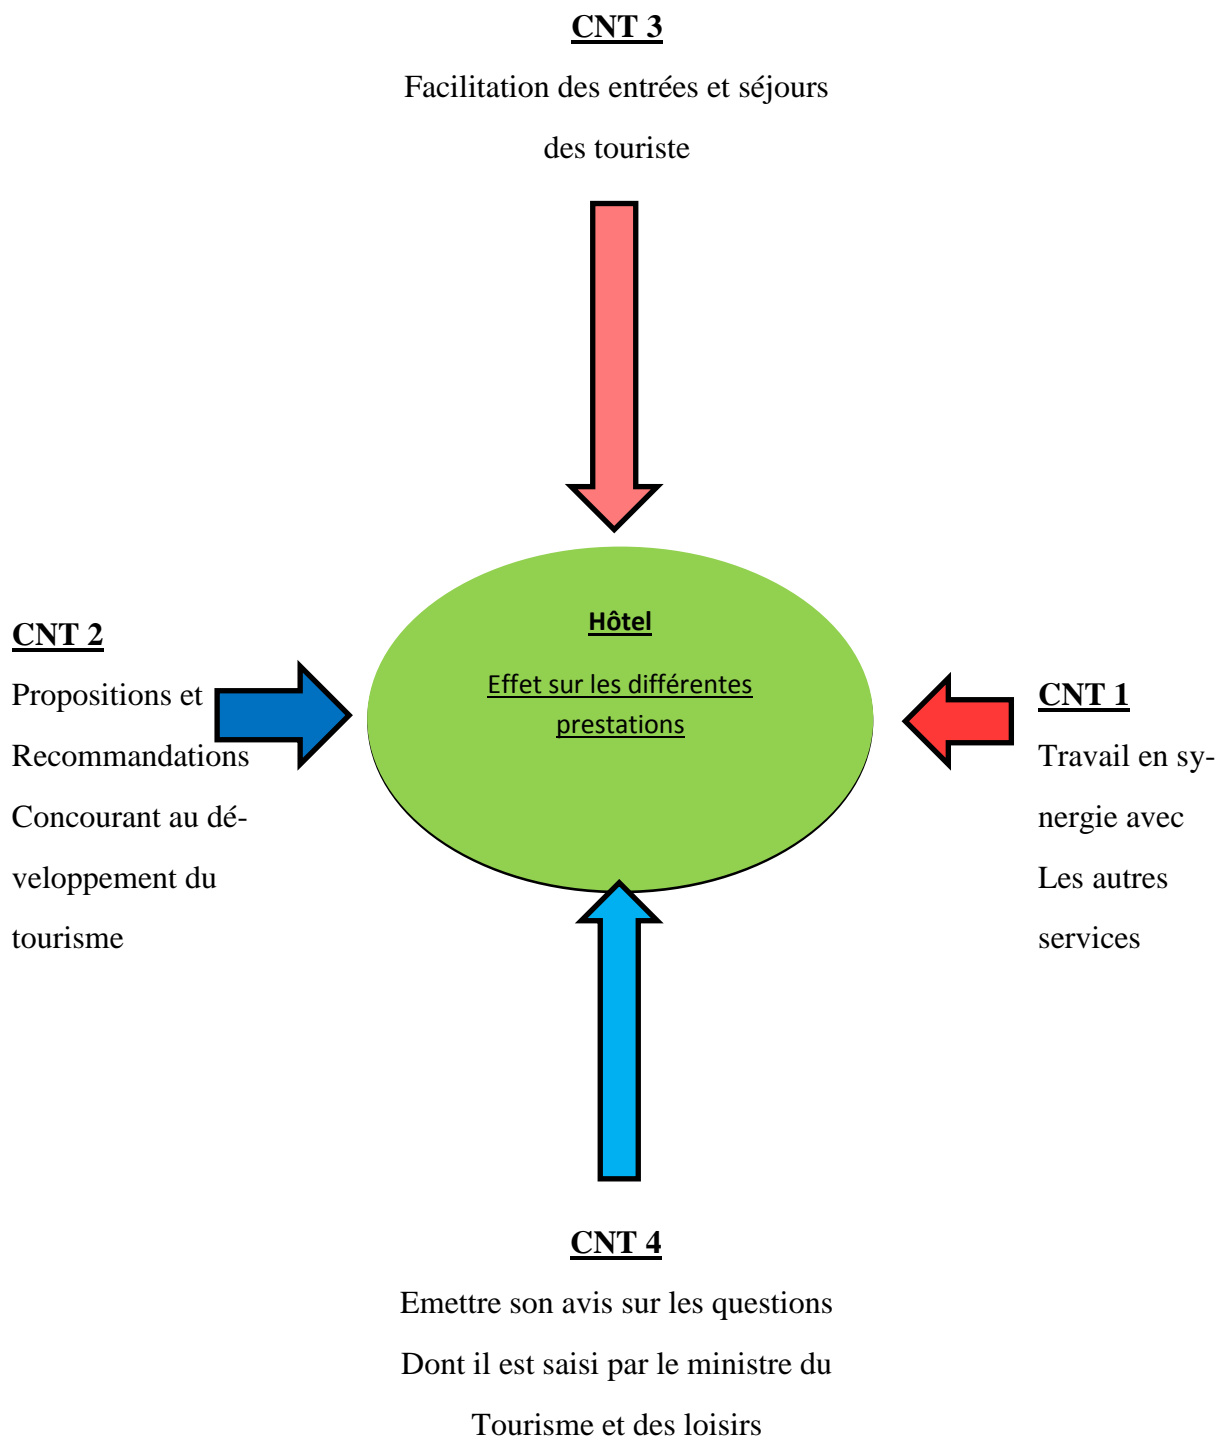 CNT 3
Facilitation des entrées et séjours
des touriste
Hôtel
Effet sur les différentes
prestations
CNT 2
Propositions et
Recommandations
Concourant au dé-
veloppement du
tourisme
CNT 1
Travail en sy-
nergie avec
Les autres
services
CNT 4
Emettre son avis sur les questions
Dont il est saisi par le ministre du
Tourisme et des loisirs